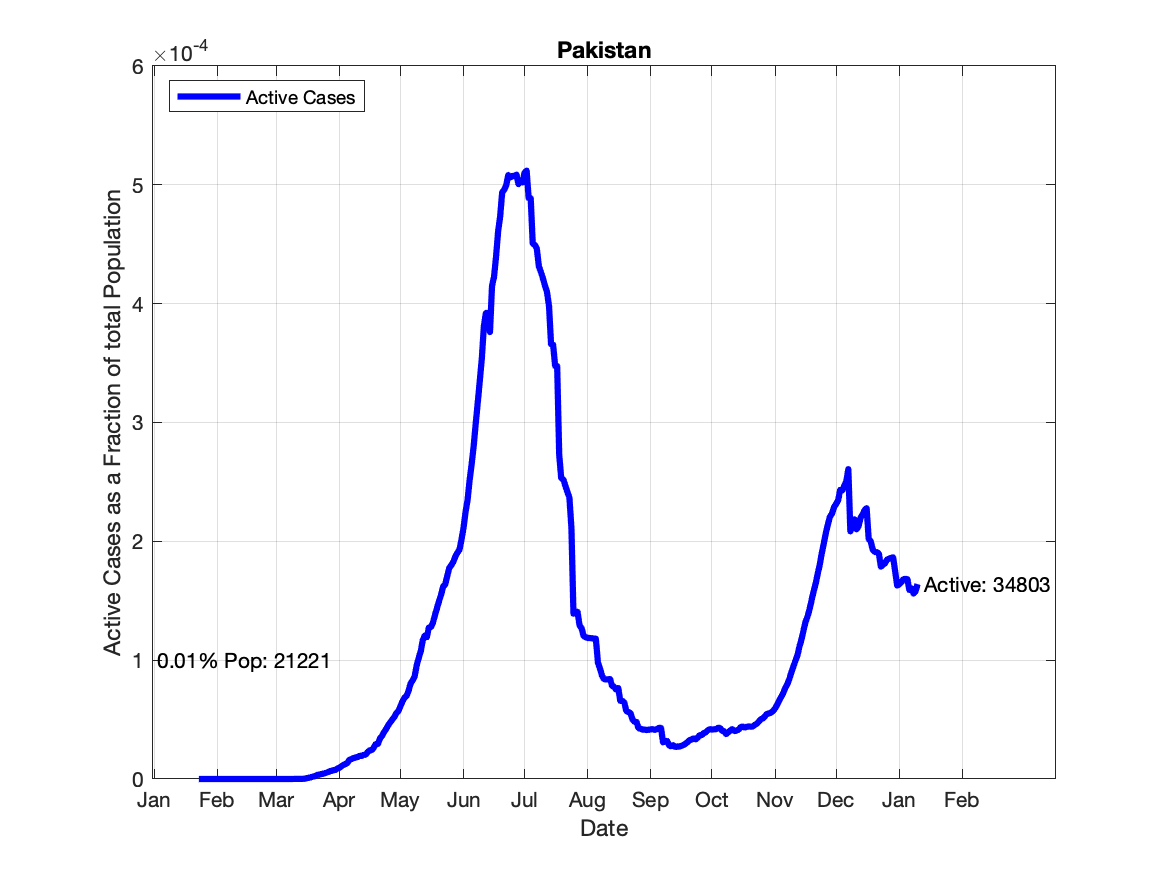 Pakistan
×10-4
Active Cases
6
5
4
3
2
1
0
Active Cases as a Fraction of total Population
0.01% Pop: 21221
Active: 34803
Jan Feb Mar Apr May Jun Jul Aug Sep Oct Nov Dec Jan Feb
Date